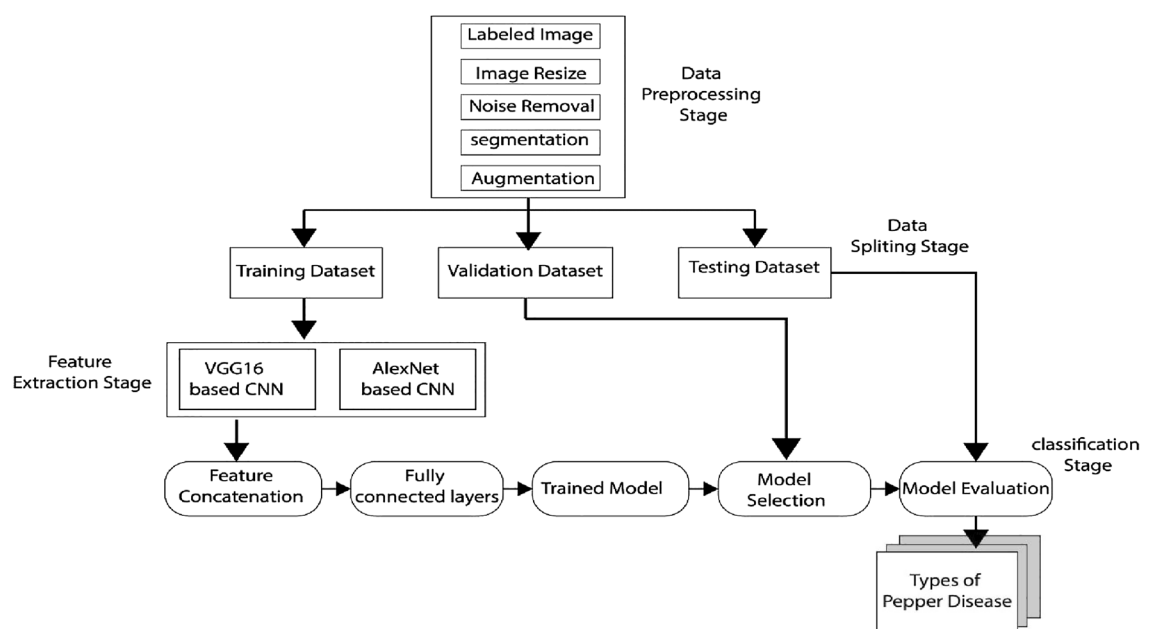 Labeled Image
Image Resize
Noise Removal
segmentation
Augmentation
Data
Preprocessing
Stage
Data
Spliting Stage
Training Dataset
Validation Dataset
Testing Dataset
Feature
Extraction Stage
VGG16
based CNN
AlexNet
based CNN
classification
Stage
Feature
Concatenation
Fully
connected layers
Trained Model
Model
Selection
Model Evaluation
Types of
Pepper Disease